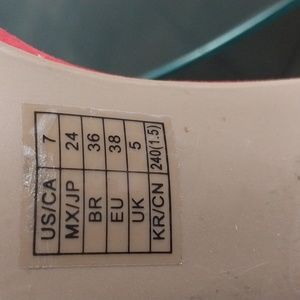 US/CA 7
MX/JP 24
BR 36
EU 38
UK 5
KR/CN 240(1.5)